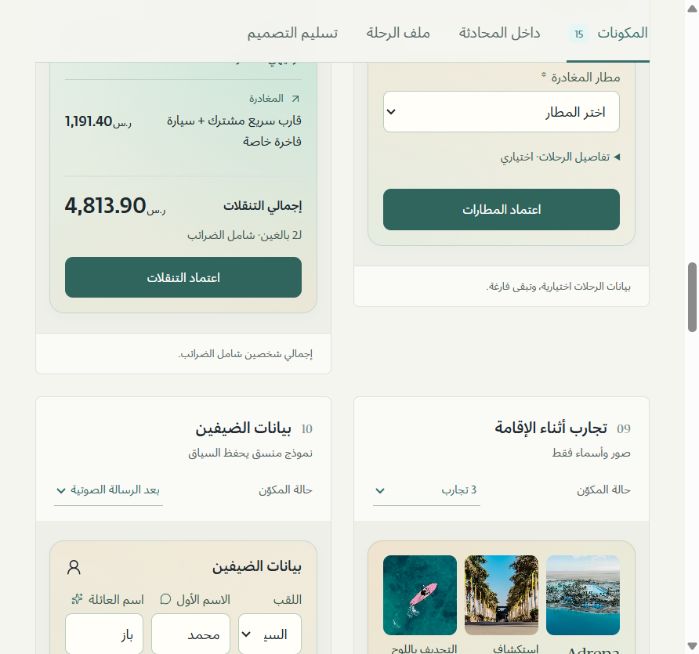 المكونات 15
داخل المحادثة
ملف الرحلة
تسليم التصميم
مطار المغادرة *
اختر المطار
تفاصيل الرحلات · اختياري
اعتماد المطارات
بيانات الرحلات اختيارية، وتبقى فارغة.
المغادرة
قارب سريع مشترك + سيارة
فاخرة خاصة
1,191.40 ر.س
إجمالي التنقلات
4,813.90 ر.س
لـ2 بالغين · شامل الضرائب
اعتماد التنقلات
إجمالي شخصين شامل الضرائب.
09 تجارب أثناء الإقامة
صور وأسماء فقط
حالة المكوّن
3 تجارب
Adrena
استكشاف
التجديف باللوح
10 بيانات الضيفين
نموذج منسق يحفظ السياق
حالة المكوّن
بعد الرسالة الصوتية
بيانات الضيفين
اللقب
الاسم الأول
اسم العائلة
السي
محمد
باز